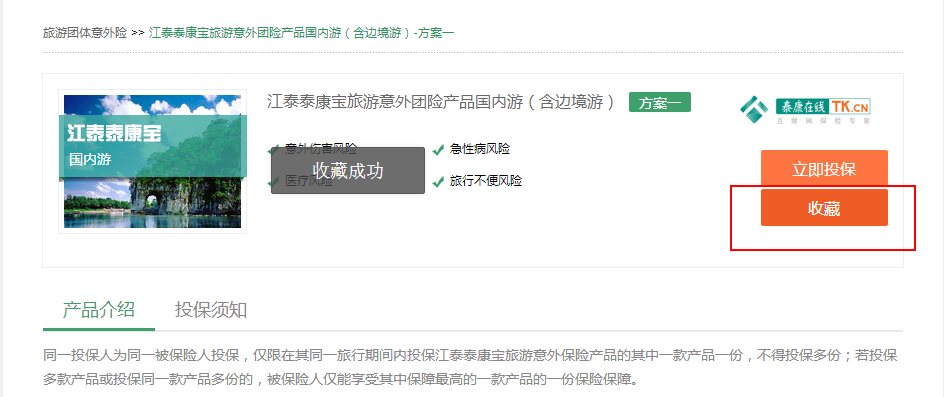 旅游团体意外险 >> 江泰泰康宝旅游意外团险产品国内游（含边境游）-方案一
江泰泰康宝旅游意外团险产品国内游（含边境游） 方案一
江泰泰康宝
国内游
意外伤害风险 急性病风险
医疗风险 旅行不便风险
收藏成功
泰康在线 TK.CN
互联网保险专家
立即投保
收藏
产品介绍 投保须知
同一投保人为同一被保险人投保，仅限在其同一旅行期间内投保江泰泰康宝旅游意外保险产品的其中一款产品一份，不得投保多份；若投保
多款产品或投保同一款产品多份的，被保险人仅能享受其中保障最高的一款产品的一份保险保障。